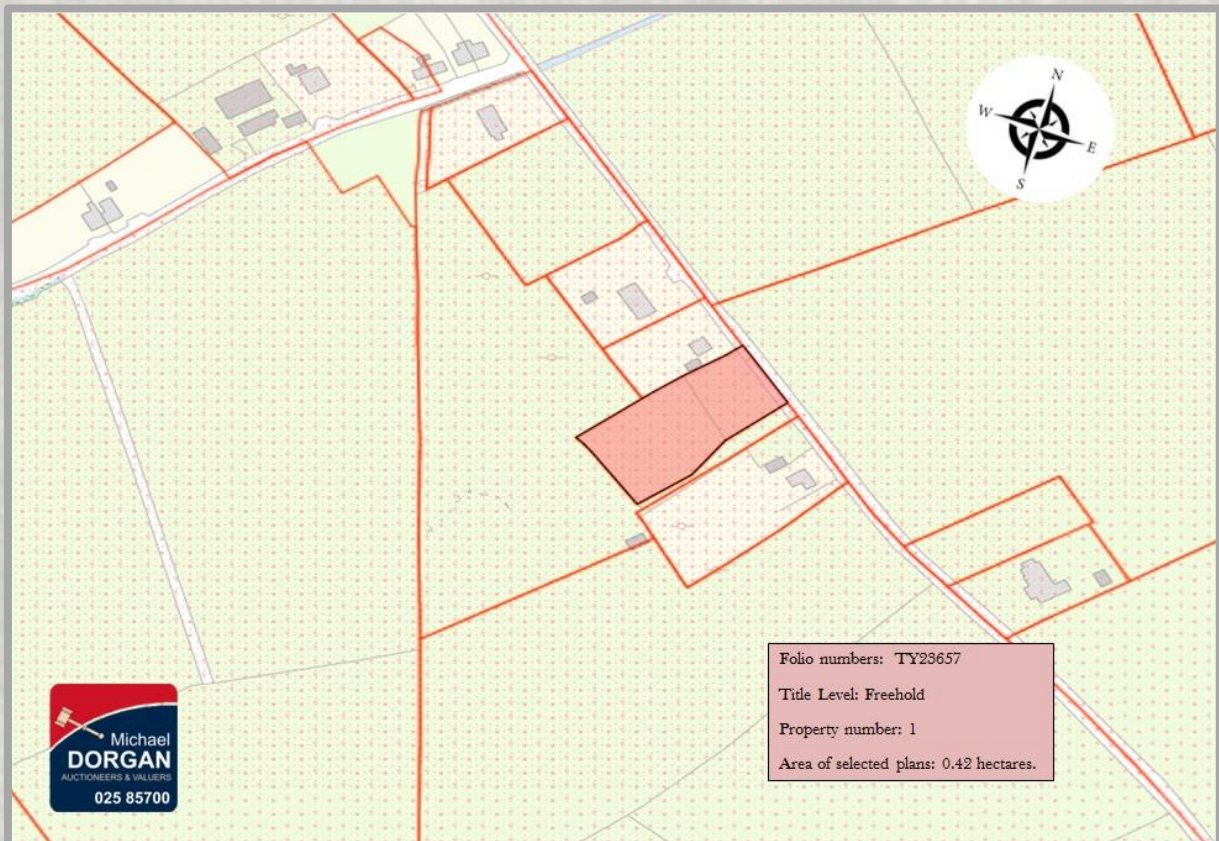 N
W
E
S
Folio numbers: TY23657
Title Level: Freehold
Property number: 1
Area of selected plans: 0.42 hectares.
Michael
DORGAN
AUCTIONEERS & VALUERS
025 85700